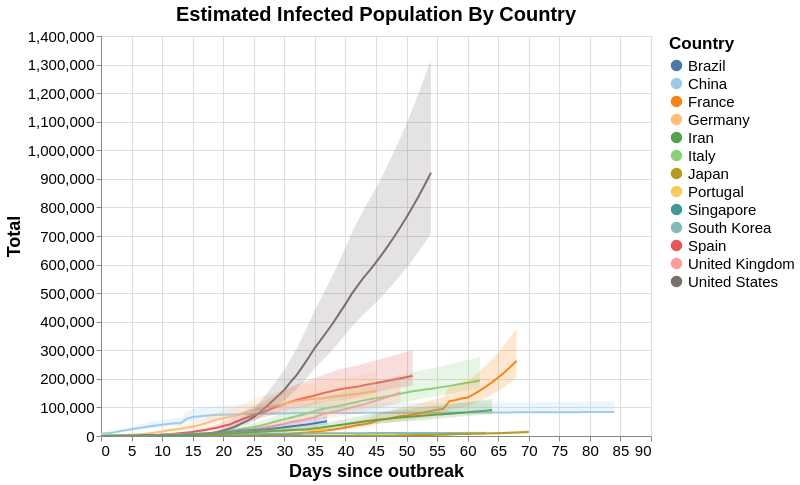 Estimated Infected Population By Country
1,400,000
1,300,000
1,200,000
1,100,000
1,000,000
900,000
800,000
700,000
600,000
500,000
400,000
300,000
200,000
100,000
0
Total
0 5 10 15 20 25 30 35 40 45 50 55 60 65 70 75 80 85 90
Days since outbreak
Country
Brazil
China
France
Germany
Iran
Italy
Japan
Portugal
Singapore
South Korea
Spain
United Kingdom
United States